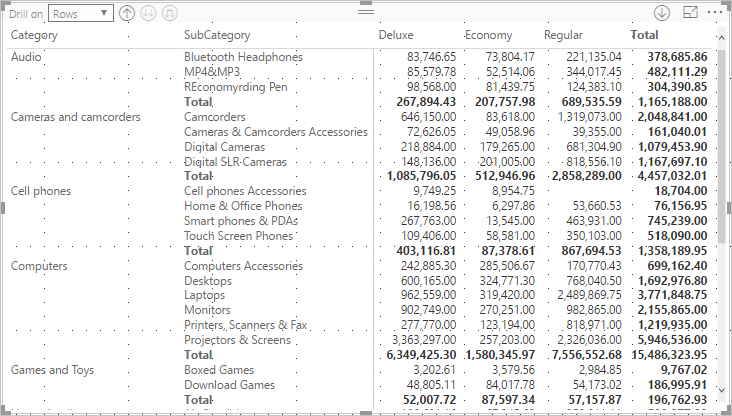 Drill on Rows
Category SubCategory Deluxe Economy Regular Total
Audio Bluetooth Headphones 83,746.65 73,804.17 221,135.04 378,685.86
MP4&MP3 85,579.78 52,514.06 344,017.45 482,111.29
REconomyrding Pen 98,568.00 81,439.75 124,383.10 304,390.85
Total 267,894.43 207,757.98 689,535.59 1,165,188.00
Cameras and camcorders Camcorders 646,150.00 83,618.00 1,319,073.00 2,048,841.00
Cameras & Camcorders Accessories 72,626.05 49,058.96 39,355.00 161,040.01
Digital Cameras 218,884.00 179,265.00 681,304.90 1,079,453.90
Digital SLR Cameras 148,136.00 201,005.00 818,556.10 1,167,697.10
Total 1,085,796.05 512,946.96 2,858,289.00 4,457,032.01
Cell phones Cell phones Accessories 9,749.25 8,954.75 18,704.00
Home & Office Phones 16,198.56 6,297.86 53,660.53 76,156.95
Smart phones & PDAs 267,763.00 13,545.00 463,931.00 745,239.00
Touch Screen Phones 109,406.00 58,581.00 350,103.00 518,090.00
Total 403,116.81 87,378.61 867,694.53 1,358,189.95
Computers Computers Accessories 242,885.30 285,506.67 170,770.43 699,162.40
Desktops 600,165.00 324,771.30 768,040.50 1,692,976.80
Laptops 962,559.00 319,420.00 2,489,869.75 3,771,848.75
Monitors 902,749.00 270,251.00 982,865.00 2,155,865.00
Printers, Scanners & Fax 277,770.00 123,194.00 818,971.00 1,219,935.00
Projectors & Screens 3,363,297.00 257,203.00 2,326,036.00 5,946,536.00
Total 6,349,425.30 1,580,345.97 7,556,552.68 15,486,323.95
Games and Toys Boxed Games 3,202.61 3,579.56 2,984.85 9,767.02
Download Games 48,805.11 84,017.78 54,173.02 186,995.91
Total 52,007.72 87,597.34 57,157.87 196,762.93